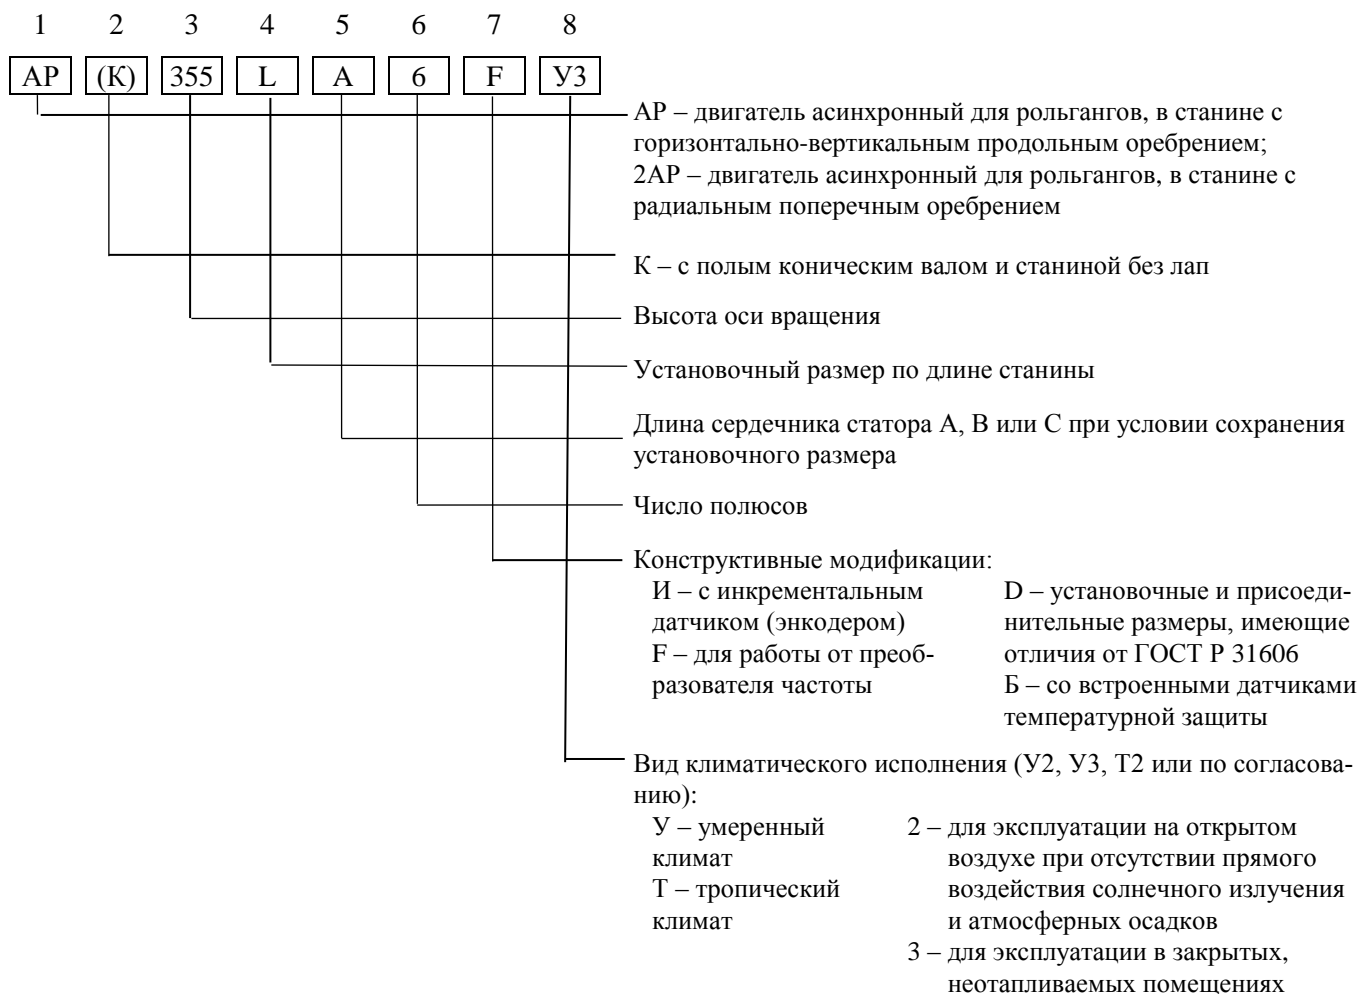 1 2 3 4 5 6 7 8
АР (К) 355 L А 6 F У3
АР – двигатель асинхронный для рольгангов, в станине с
горизонтально-вертикальным продольным оребрением;
2АР – двигатель асинхронный для рольгангов, в станине с
радиальным поперечным оребрением
К – с полым коническим валом и станиной без лап
Высота оси вращения
Установочный размер по длине станины
Длина сердечника статора А, В или С при условии сохранения
установочного размера
Число полюсов
Конструктивные модификации:
И – с инкрементальным
датчиком (энкодером)
F – для работы от преоб-
разователя частоты
D – установочные и присоеди-
нительные размеры, имеющие
отличия от ГОСТ Р 31606
Б – со встроенными датчиками
температурной защиты
Вид климатического исполнения (У2, У3, Т2 или по согласова-
нию):
У – умеренный
климат
Т – тропический
климат
2 – для эксплуатации на открытом
воздухе при отсутствии прямого
воздействия солнечного излучения
и атмосферных осадков
3 – для эксплуатации в закрытых,
неотапливаемых помещениях